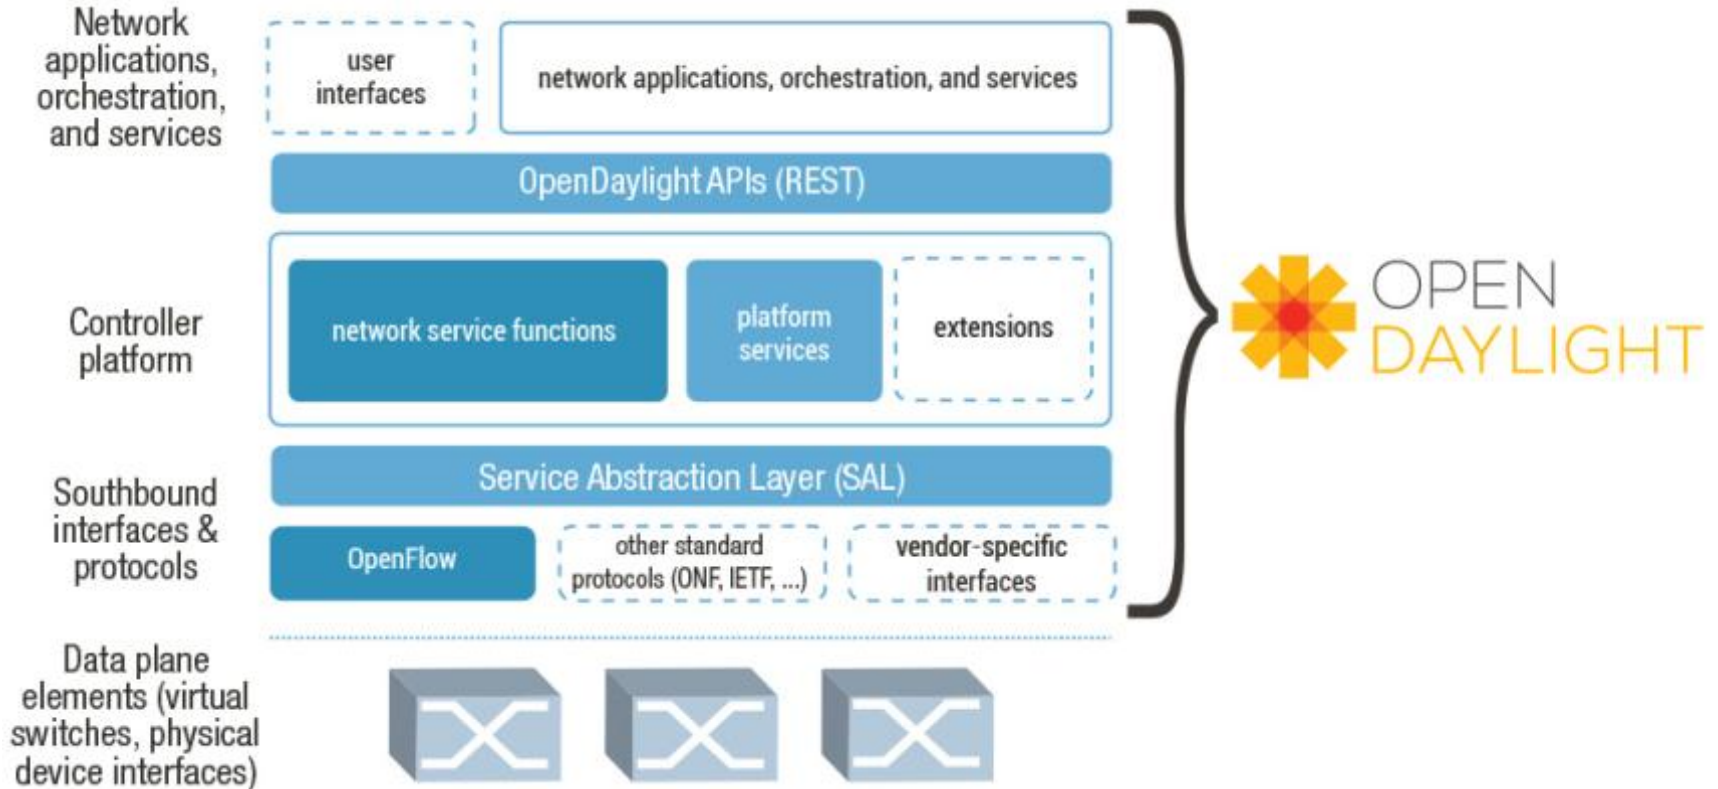 Network
applications,
orchestration,
and services
user
interfaces
network applications, orchestration, and services
OpenDaylight APIs (REST)
Controller
platform
network service functions
platform
services
extensions
OPEN
DAYLIGHT
Southbound
interfaces &
protocols
Service Abstraction Layer (SAL)
OpenFlow
other standard
protocols (ONF, IETF, ...)
vendor-specific
interfaces
Data plane
elements (virtual
switches, physical
device interfaces)